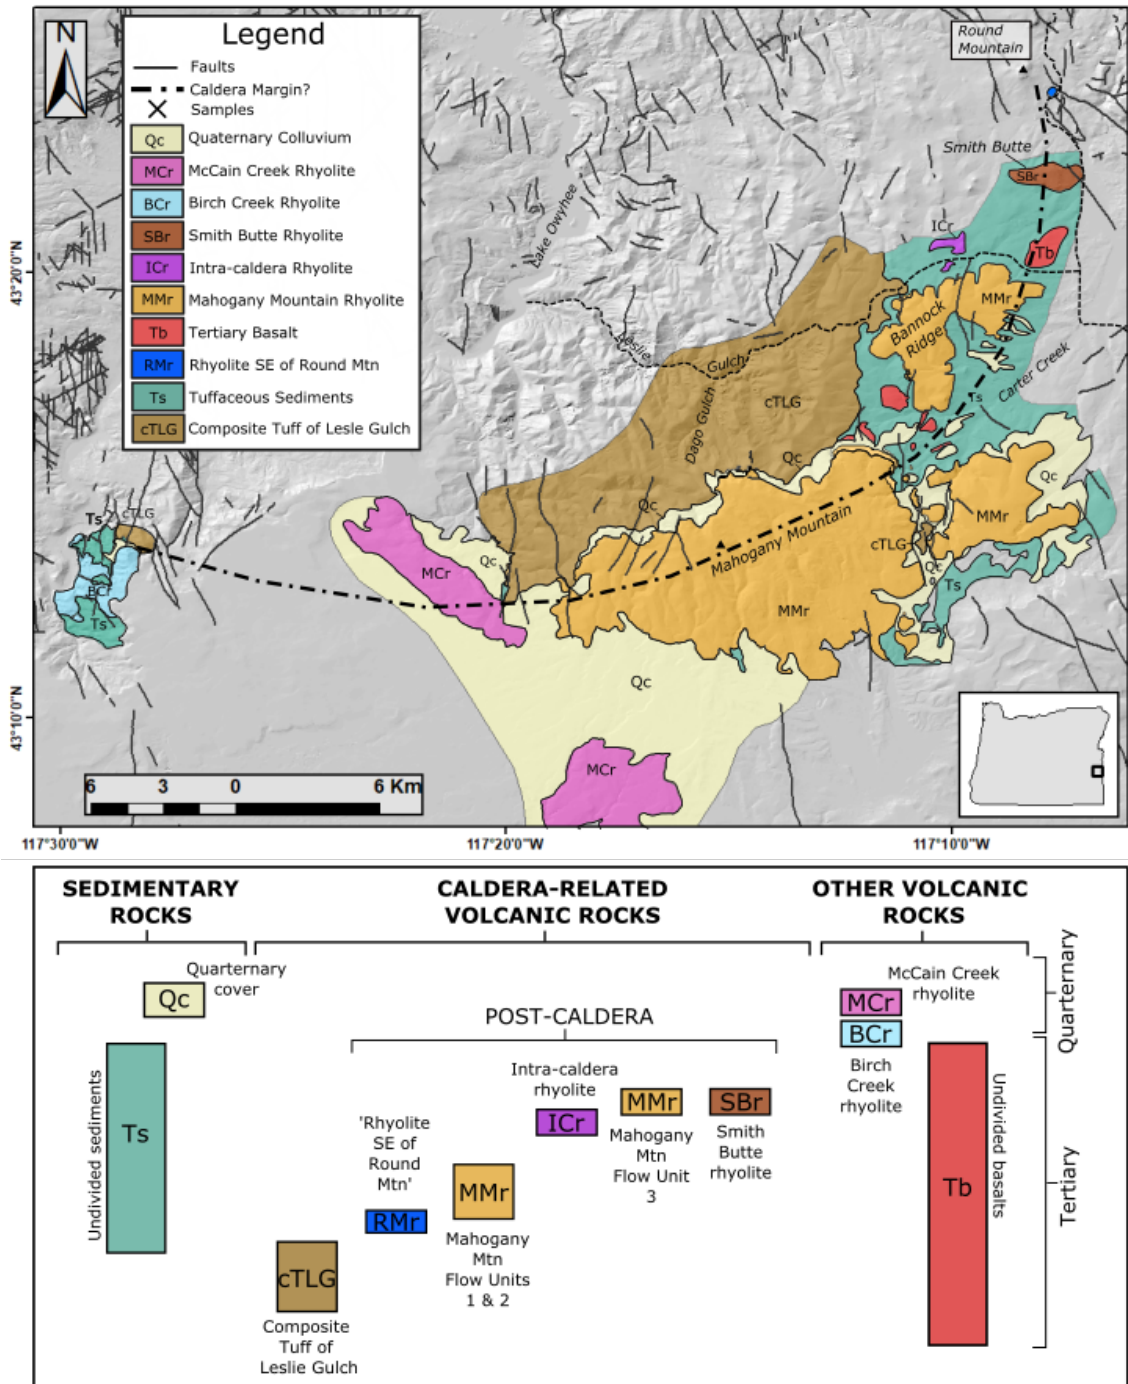 Legend
N
Faults
Caldera Margin?
Samples
Qc Quaternary Colluvium
MCr McCain Creek Rhyolite
BCr Birch Creek Rhyolite
SBr Smith Butte Rhyolite
ICr Intra-caldera Rhyolite
MMr Mahogany Mountain Rhyolite
Tb Tertiary Basalt
RMr Rhyolite SE of Round Mtn
Ts Tuffaceous Sediments
cTLG Composite Tuff of Lesle Gulch
Round
Mountain
Smith Butte
SBr
Lake Owyhee
ICr
Tb
43°20'0"N
MMr
Bannock
Ridge
Leslie
Gulch
Carter Creek
Ts
cTLG
Dago Gulch
Qc
Qc
Qc
MMr
Ts
cTLG
Mahogany Mountain
cTLG
Qc
MCr
Qc
BCr
Ts
Ts
MMr
Qc
43°10'0"N
MCr
6 3 0 6 Km
117°30'0"W
117°20'0"W
117°10'0"W
SEDIMENTARY
ROCKS
CALDERA-RELATED
VOLCANIC ROCKS
OTHER VOLCANIC
ROCKS
Quarternary
cover
Qc
McCain Creek
rhyolite
MCr
BCr
Birch
Creek
rhyolite
Quarternary
POST-CALDERA
Undivided sediments
Ts
Intra-caldera
rhyolite
ICr
MMr
Mahogany
Mtn
Flow Unit
3
SBr
Smith
Butte
rhyolite
'Rhyolite
SE of
Round
Mtn'
RMr
MMr
Mahogany
Mtn
Flow Units
1 & 2
cTLG
Composite
Tuff of
Leslie Gulch
Tb
Undivided basalts
Tertiary